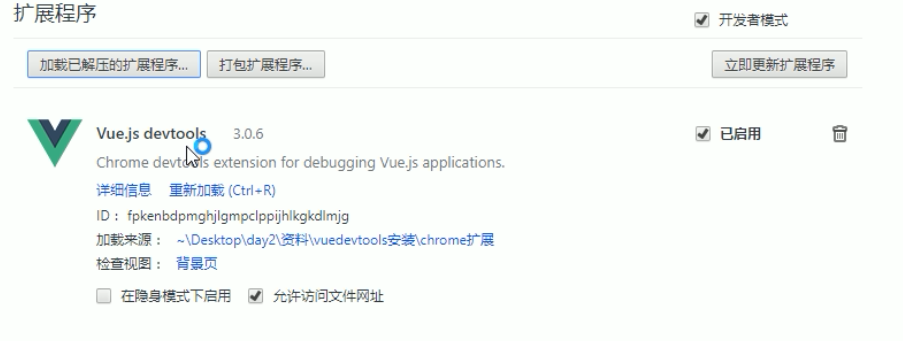 扩展程序
开发者模式
加载已解压的扩展程序... 打包扩展程序... 立即更新扩展程序
Vue.js devtools 3.0.6 已启用
Chrome devtools extension for debugging Vue.js applications.
详细信息 重新加载 (Ctrl+R)
ID： fpkenbdpmghjlgmpclppijhlkgkdlmjg
加载来源： ~\Desktop\day2\资料\vuedevtools安装\chrome扩展
检查视图： 背景页
在隐身模式下启用 允许访问文件网址